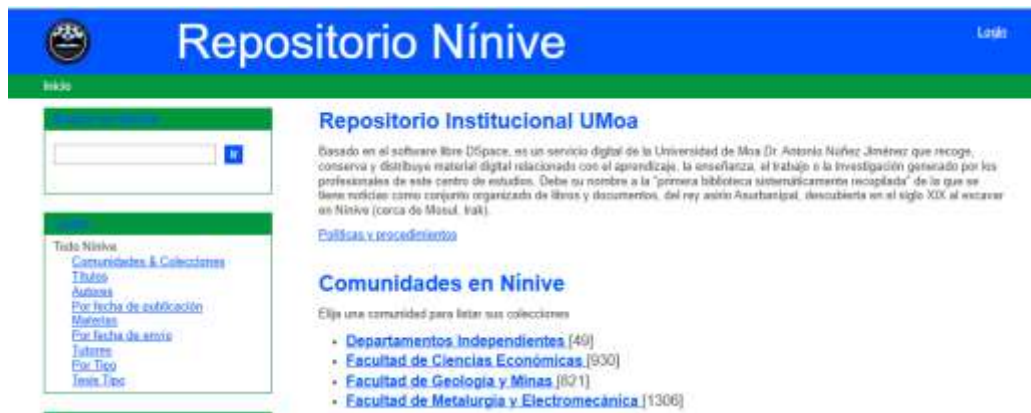 Repositorio Nínive
Login
Inicio
Ir
Todo Nínive
Comunidades & Colecciones
Títulos
Autores
Por fecha de publicación
Materias
Por fecha de envío
Tutores
Por Tipo
Tesis Tipo
Repositorio Institucional UMoa
Basado en el software libre DSpace, es un servicio digital de la Universidad de Moa Dr. Antonio Núñez Jiménez que recoge,
conserva y distribuye material digital relacionado con el aprendizaje, la enseñanza, el trabajo o la investigación generado por los
profesionales de este centro de estudios. Debe su nombre a la "primera biblioteca sistemáticamente recopilada" de la que se
tiene noticias como conjunto organizado de libros y documentos, del rey asirio Asurbanipal, descubierta en el siglo XIX al excavar
en Nínive (cerca de Mosul, Irak).
Políticas y procedimientos
Comunidades en Nínive
Elija una comunidad para listar sus colecciones
Departamentos Independientes [49]
Facultad de Ciencias Económicas [930]
Facultad de Geología y Minas [821]
Facultad de Metalurgia y Electromecánica [1306]